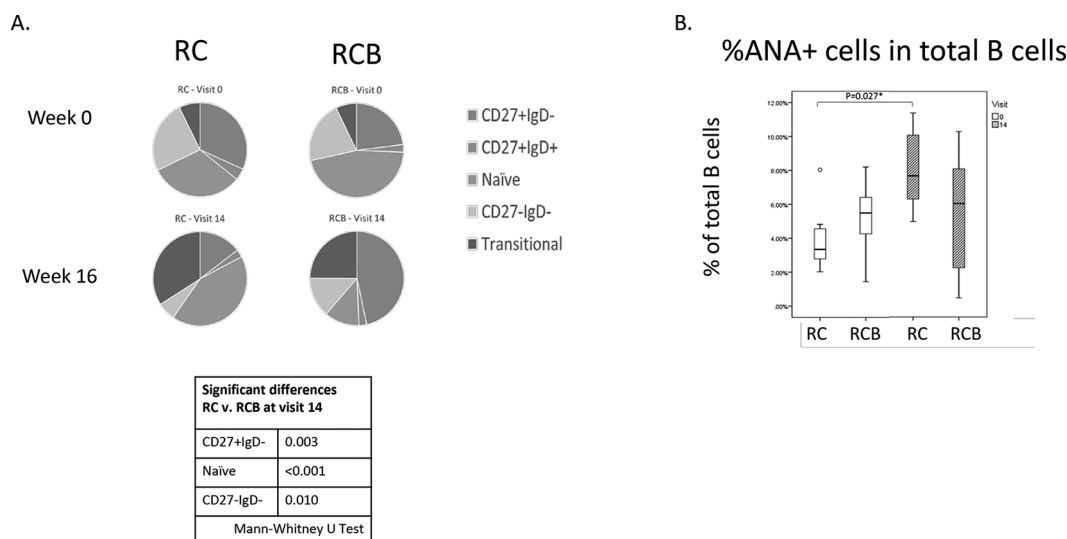 A.
RC
RCB
Week 0
RC - Visit 0
RCB - Visit 0
CD27+IgD-
CD27+IgD+
Naïve
CD27-IgD-
Transitional
Week 16
RC - Visit 14
RCB - Visit 14
Significant differences
RC v. RCB at visit 14
CD27+IgD- 0.003
Naïve <0.001
CD27-IgD- 0.010
Mann-Whitney U Test
B.
%ANA+ cells in total B cells
P=0.027*
Visit
0
14
% of total B cells
12.00%
10.00%
8.00%
6.00%
4.00%
2.00%
.00%
RC RCB RC RCB